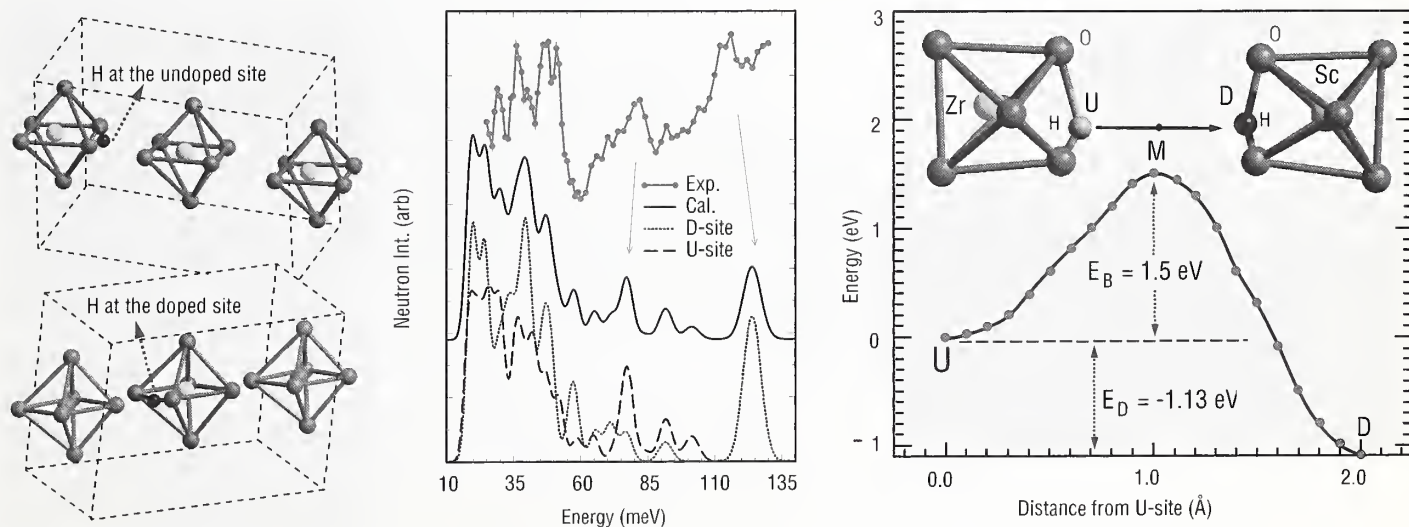 H at the undoped site
H at the doped site
Neutron Int. (arb)
Exp.
Cal.
D-site
U-site
10 35 60 85 110 135
Energy (meV)
3
2
1
0
-1
Energy (eV)
O
Zr
H
U
M
O
D
H
Sc
E_B = 1.5 eV
U
E_D = -1.13 eV
D
0.0 1.0 2.0
Distance from U-site (Å)